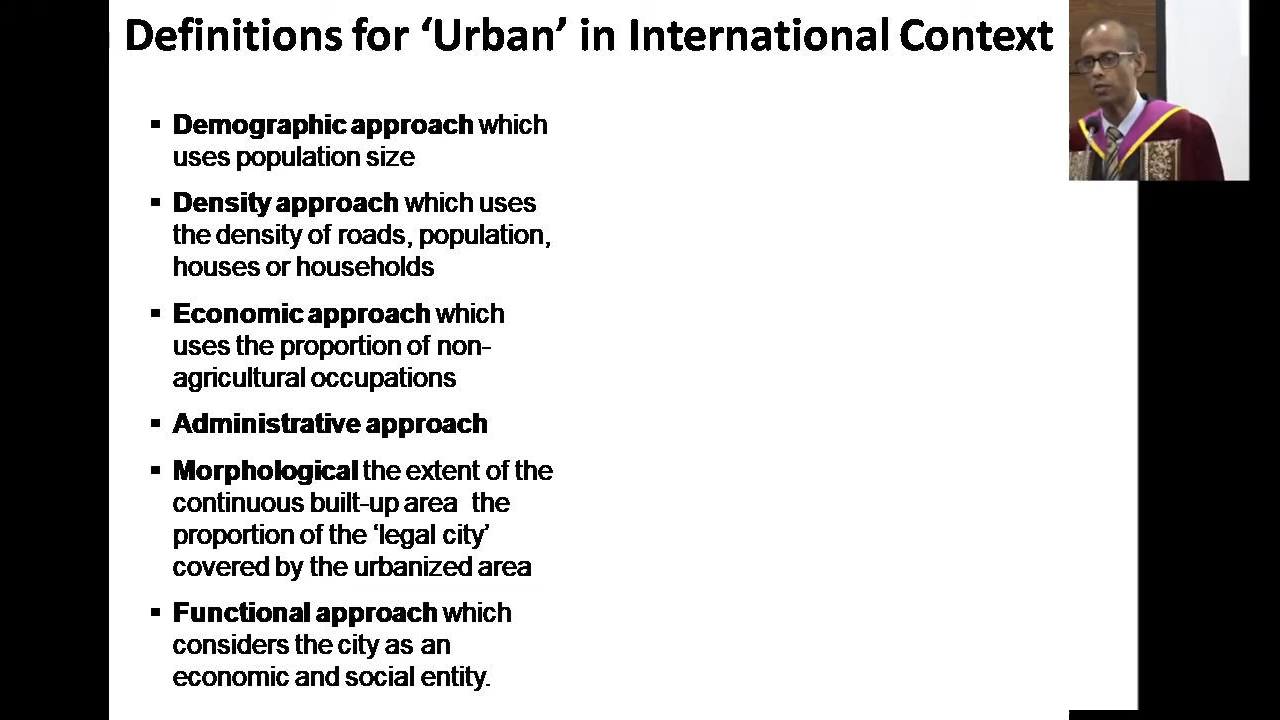 Definitions for ‘Urban’ in International Context
▪ Demographic approach which
uses population size
▪ Density approach which uses
the density of roads, population,
houses or households
▪ Economic approach which
uses the proportion of non-
agricultural occupations
▪ Administrative approach
▪ Morphological the extent of the
continuous built-up area the
proportion of the ‘legal city’
covered by the urbanized area
▪ Functional approach which
considers the city as an
economic and social entity.